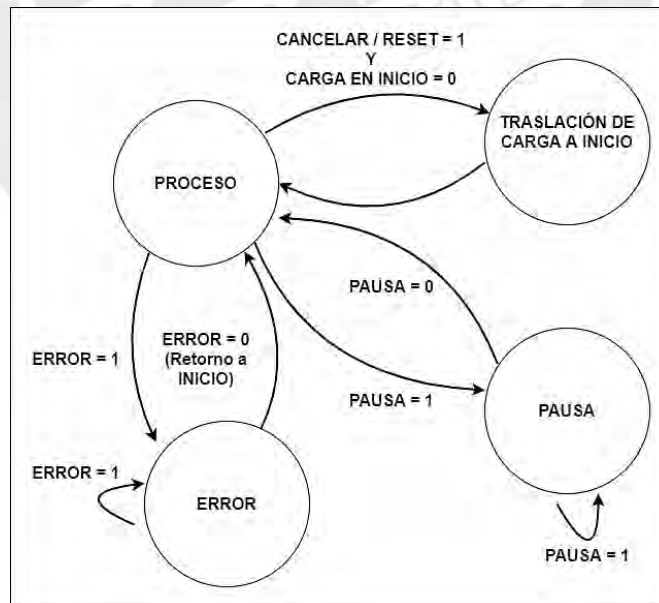 CANCELAR / RESET = 1
Y
CARGA EN INICIO = 0
TRASLACIÓN DE
CARGA A INICIO
PROCESO
PAUSA = 0
ERROR = 0
(Retorno a
INICIO)
ERROR = 1
PAUSA = 1
PAUSA
ERROR = 1
ERROR
PAUSA = 1